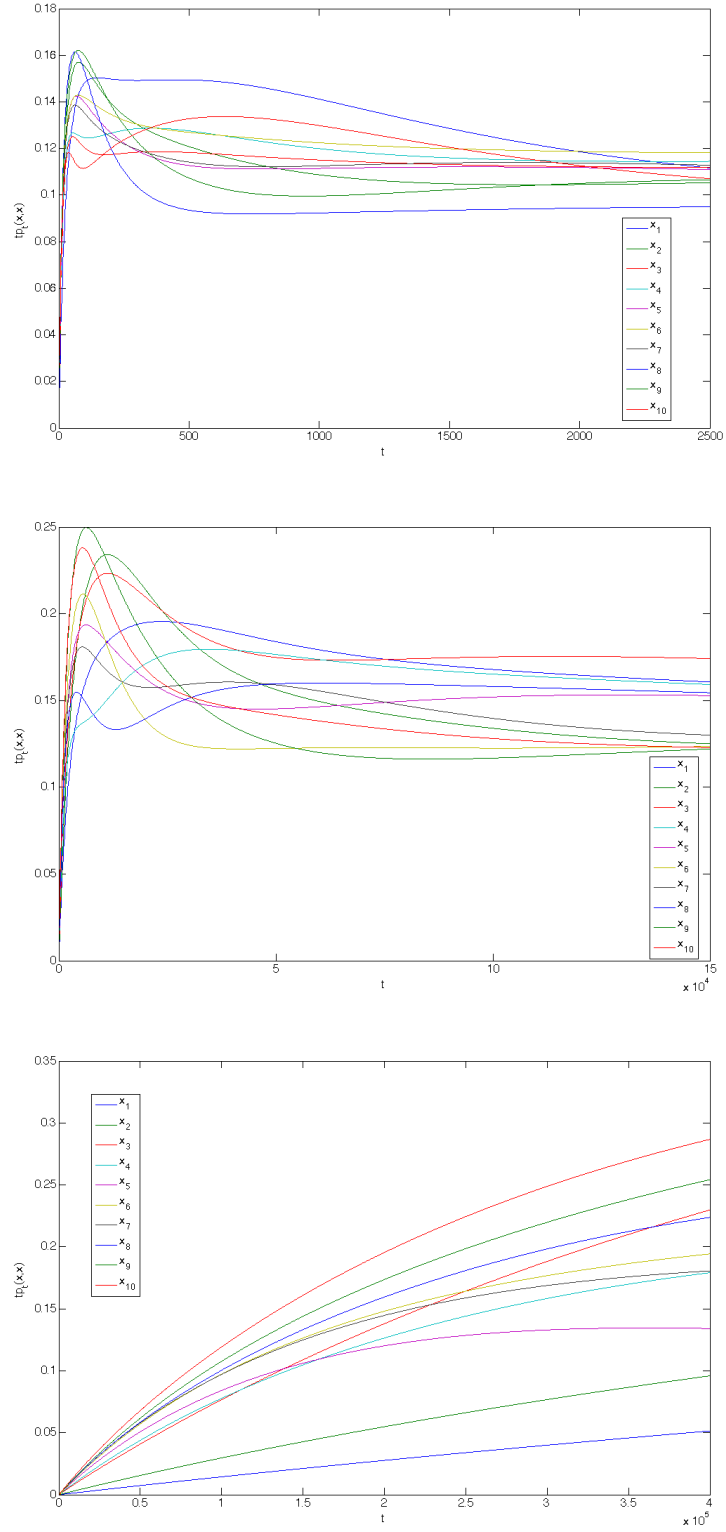 0.18
0.16
0.14
0.12
0.1
0.08
0.06
0.04
0.02
0
tp_t(x,x)
x_1
x_2
x_3
x_4
x_5
x_6
x_7
x_8
x_9
x_10
0 500 1000 1500 2000 2500
t
0.25
0.2
0.15
0.1
0.05
0
tp_t(x,x)
x_1
x_2
x_3
x_4
x_5
x_6
x_7
x_8
x_9
x_10
0 5 10 15
t
x 10^4
0.35
0.3
0.25
0.2
0.15
0.1
0.05
0
tp_t(x,x)
x_1
x_2
x_3
x_4
x_5
x_6
x_7
x_8
x_9
x_10
0 0.5 1 1.5 2 2.5 3 3.5 4
t
x 10^5